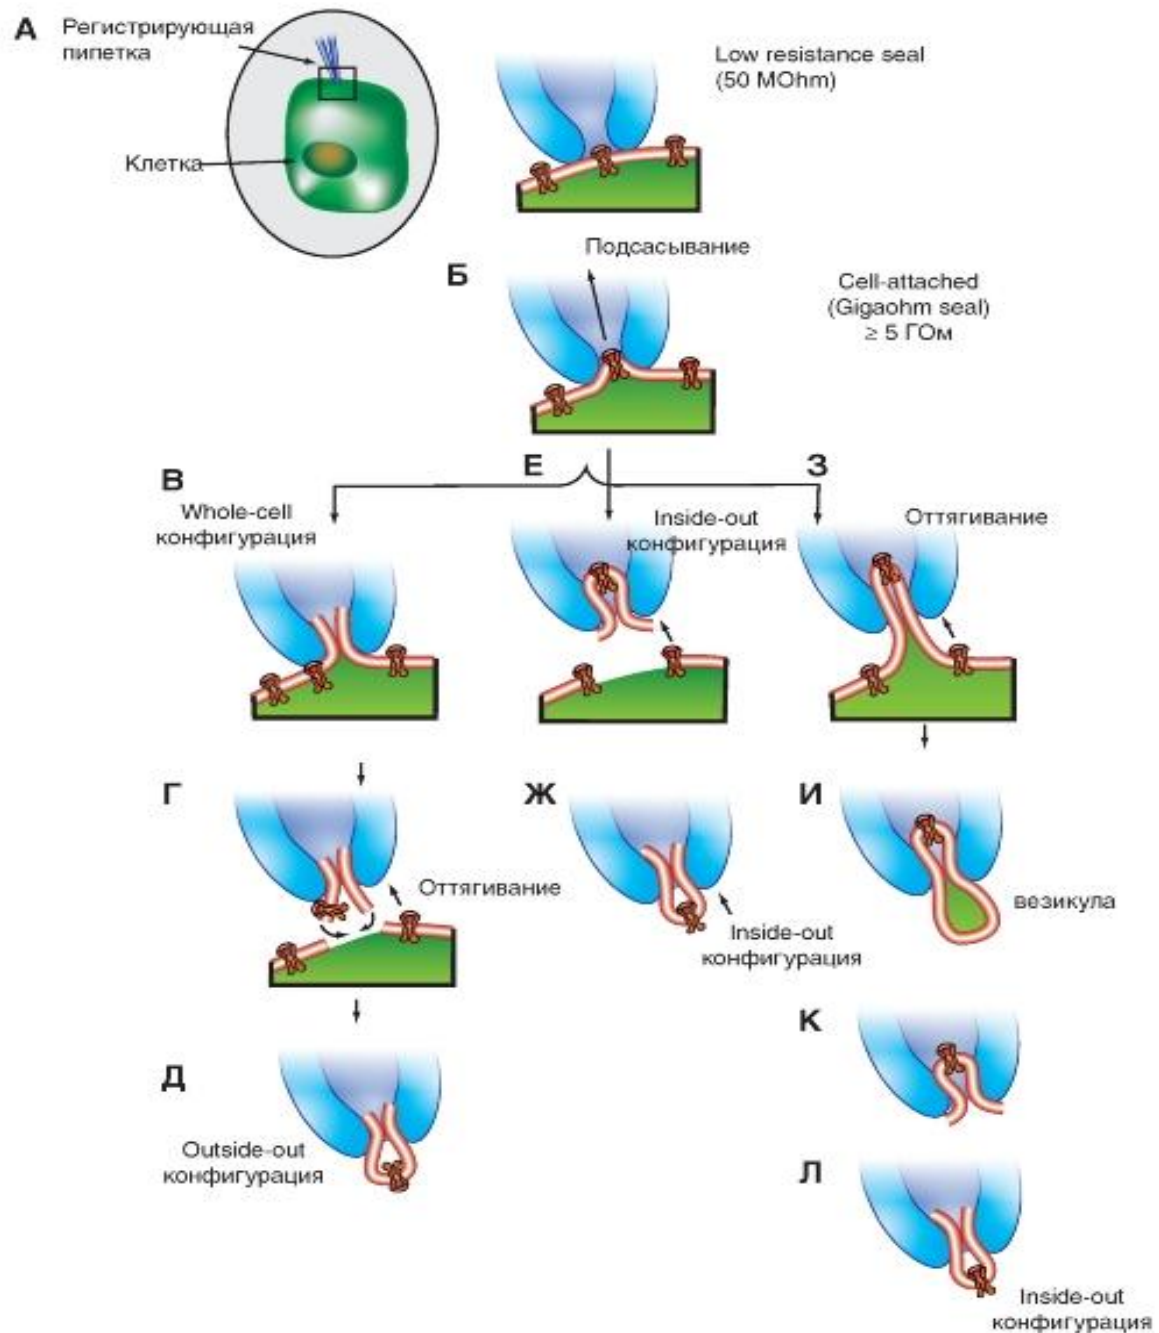 А
Регистрирующая
пипетка
Клетка
Low resistance seal
(50 MOhm)
Подсасывание
Б
Cell-attached
(Gigaohm seal)
≥ 5 ГОм
В
Whole-cell
конфигурация
Е
Inside-out
конфигурация
З
Оттягивание
Г
Оттягивание
Ж
Inside-out
конфигурация
И
везикула
Д
Outside-out
конфигурация
К
Л
Inside-out
конфигурация